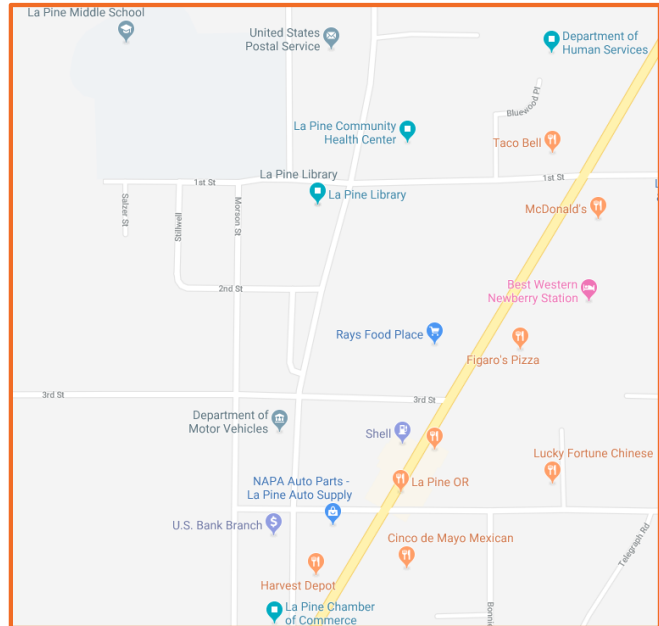 La Pine Middle School
United States
Postal Service
Department of
Human Services
Bluewood Pl
La Pine Community
Health Center
Taco Bell
La Pine Library
La Pine Library
1st St
1st St
L
Salzer St
Stillwell
Morson St
McDonald's
2nd St
Best Western
Newberry Station
Rays Food Place
Figaro's Pizza
3rd St
3rd St
Department of
Motor Vehicles
Shell
Lucky Fortune Chinese
La Pine OR
NAPA Auto Parts -
La Pine Auto Supply
U.S. Bank Branch
Cinco de Mayo Mexican
Telegraph Rd
Harvest Depot
La Pine Chamber
of Commerce
Bonnie